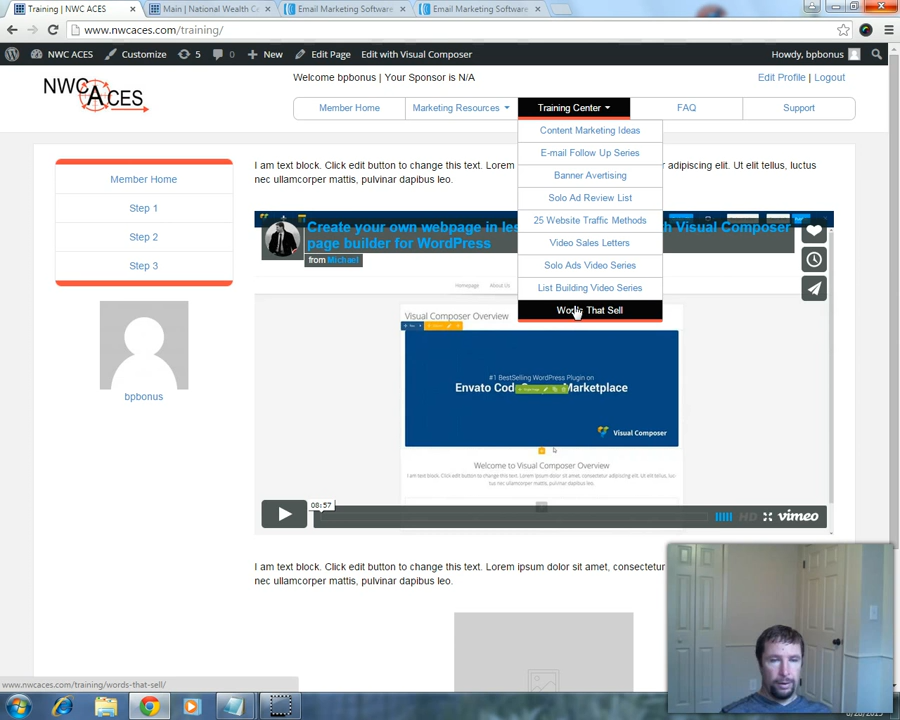 Training | NWC ACES
Main | National Wealth Ce
Email Marketing Software
Email Marketing Software
www.nwcaces.com/training/
NWC ACES
Customize
5
0
New
Edit Page
Edit with Visual Composer
Howdy, bpbonus
NWC ACES
Welcome bpbonus | Your Sponsor is N/A
Edit Profile | Logout
Member Home
Marketing Resources
Training Center
FAQ
Support
Content Marketing Ideas
E-mail Follow Up Series
Banner Avertising
Solo Ad Review List
25 Website Traffic Methods
Video Sales Letters
Solo Ads Video Series
List Building Video Series
Words That Sell
Member Home
Step 1
Step 2
Step 3
bpbonus
I am text block. Click edit button to change this text. Lorem adipiscing elit. Ut elit tellus, luctus
nec ullamcorper mattis, pulvinar dapibus leo.
Create your own webpage in les Visual Composer
page builder for WordPress
from Michael
Homepage
About Us
Visual Composer Overview
#1 BestSelling WordPress Plugin on
Envato Marketplace
Visual Composer
Welcome to Visual Composer Overview
08:57
HD
vimeo
I am text block. Click edit button to change this text. Lorem ipsum dolor sit amet, consectetur
nec ullamcorper mattis, pulvinar dapibus leo.
www.nwcaces.com/training/words-that-sell/